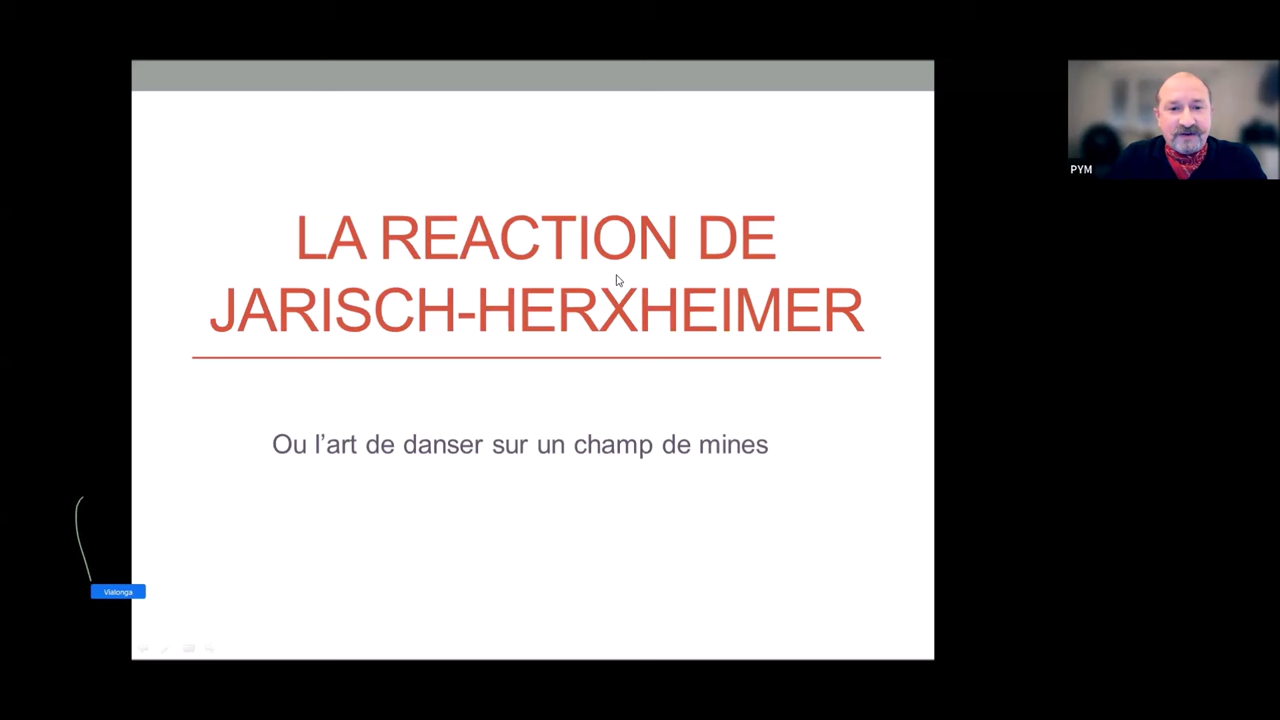 PYM
LA REACTION DE
JARISCH-HERXHEIMER
Ou l’art de danser sur un champ de mines
Vialonga